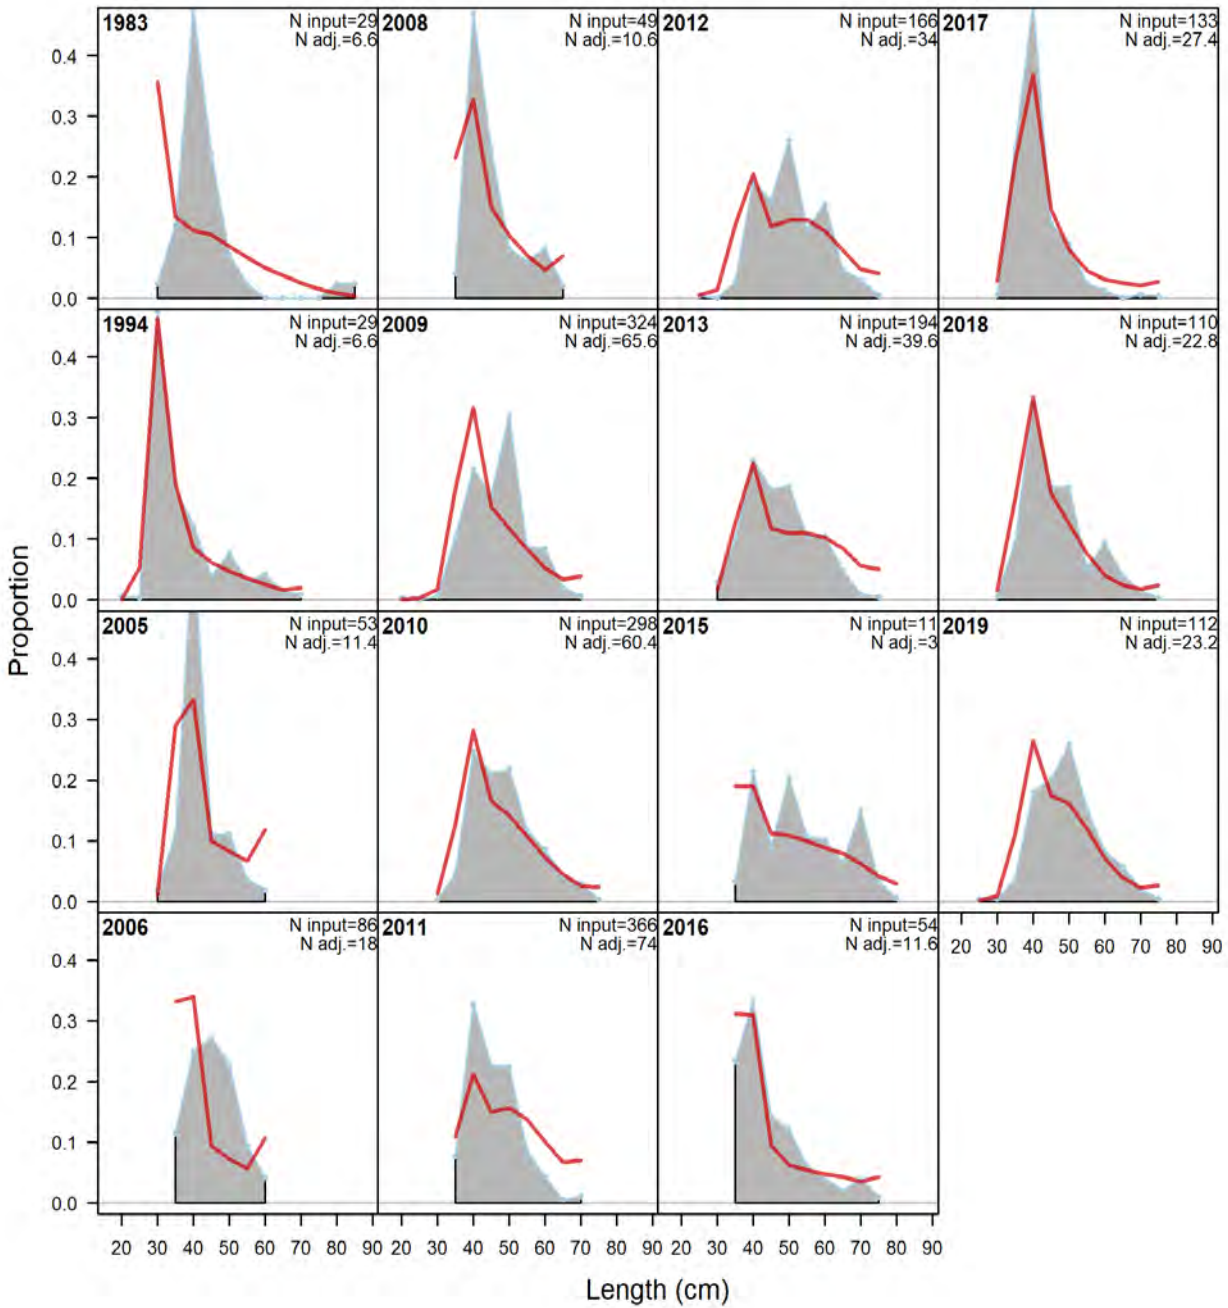 1983 N input=29
N adj.=6.6
2008 N input=49
N adj.=10.6
2012 N input=166
N adj.=34
2017 N input=133
N adj.=27.4
0.4
0.3
0.2
0.1
0.0
1994 N input=29
N adj.=6.6
2009 N input=324
N adj.=65.6
2013 N input=194
N adj.=39.6
2018 N input=110
N adj.=22.8
0.4
0.3
0.2
0.1
0.0
2005 N input=53
N adj.=11.4
2010 N input=298
N adj.=60.4
2015 N input=11
N adj.=3
2019 N input=112
N adj.=23.2
0.4
0.3
0.2
0.1
0.0
2006 N input=86
N adj.=18
2011 N input=366
N adj.=74
2016 N input=54
N adj.=11.6
20 30 40 50 60 70 80 90
0.4
0.3
0.2
0.1
0.0
20 30 40 50 60 70 80 90
20 30 40 50 60 70 80 90
20 30 40 50 60 70 80 90
Proportion
Length (cm)